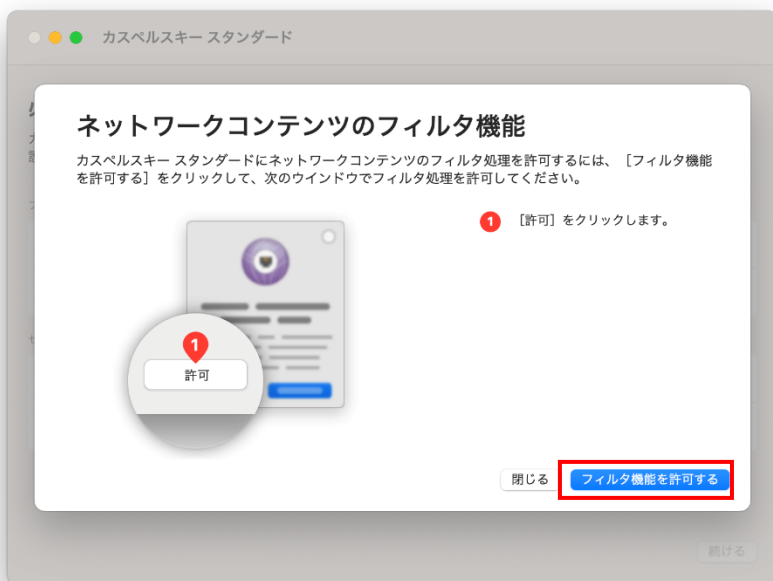 カスペルスキー スタンダード
ネットワークコンテンツのフィルタ機能
カスペルスキー スタンダードにネットワークコンテンツのフィルタ処理を許可するには、［フィルタ機能
を許可する］をクリックして、次のウインドウでフィルタ処理を許可してください。
1 ［許可］をクリックします。
1
許可
閉じる フィルタ機能を許可する
続ける